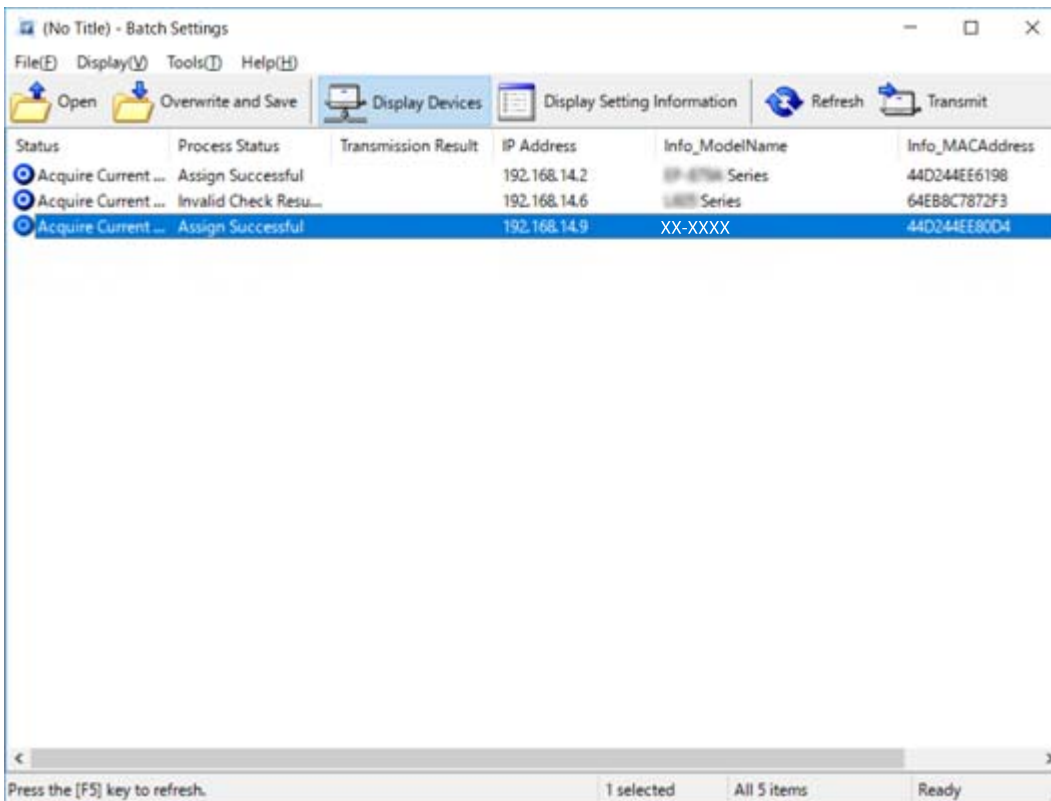 (No Title) - Batch Settings
File(F) Display(V) Tools(T) Help(H)
Open Overwrite and Save Display Devices Display Setting Information Refresh Transmit
Status Process Status Transmission Result IP Address Info_ModelName Info_MACAddress
Acquire Current ... Assign Successful 192.168.14.2 Series 44D244EE6198
Acquire Current ... Invalid Check Resu... 192.168.14.6 Series 64EB8C7872F3
Acquire Current ... Assign Successful 192.168.14.9 XX-XXXX 44D244EE80D4
Press the [F5] key to refresh. 1 selected All 5 items Ready